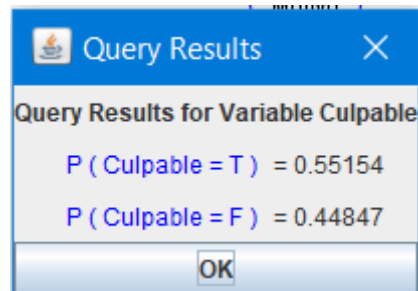 Query Results
Query Results for Variable Culpable
P ( Culpable = T ) = 0.55154
P ( Culpable = F ) = 0.44847
OK